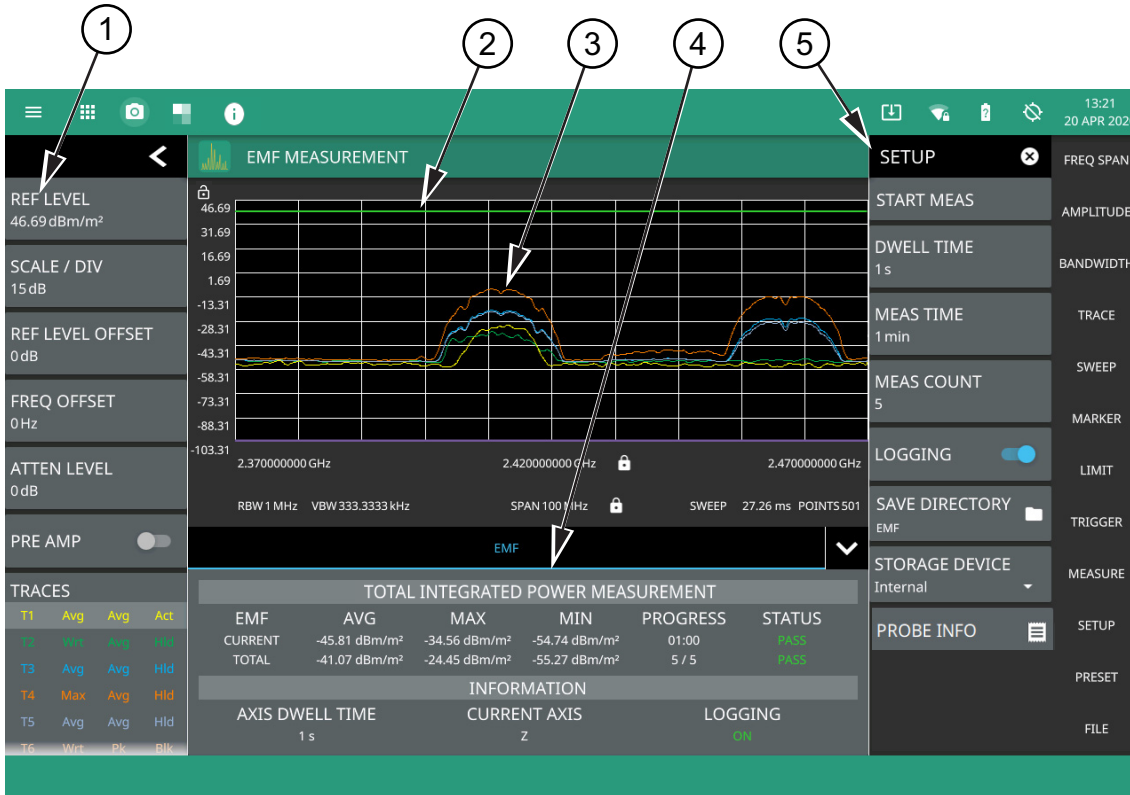 1 2 3 4 5
13:21
20 APR 202
EMF MEASUREMENT
REF LEVEL
46.69 dBm/m²
SCALE / DIV
15 dB
REF LEVEL OFFSET
0 dB
FREQ OFFSET
0 Hz
ATTEN LEVEL
0 dB
PRE AMP
TRACES
T1 Avg Avg Act
T2 Wrt Avg Hld
T3 Avg Avg Hld
T4 Max Avg Hld
T5 Avg Avg Hld
T6 Wrt Pk Blk
46.69
31.69
16.69
1.69
-13.31
-28.31
-43.31
-58.31
-73.31
-88.31
-103.31
2.370000000 GHz 2.420000000 GHz 2.470000000 GHz
RBW 1 MHz VBW 333.3333 kHz SPAN 100 MHz SWEEP 27.26 ms POINTS 501
EMF
TOTAL INTEGRATED POWER MEASUREMENT
EMF AVG MAX MIN PROGRESS STATUS
CURRENT -45.81 dBm/m² -34.56 dBm/m² -54.74 dBm/m² 01:00 PASS
TOTAL -41.07 dBm/m² -24.45 dBm/m² -55.27 dBm/m² 5 / 5 PASS
INFORMATION
AXIS DWELL TIME CURRENT AXIS LOGGING
1 s Z ON
SETUP
START MEAS
DWELL TIME
1 s
MEAS TIME
1 min
MEAS COUNT
5
LOGGING
SAVE DIRECTORY
EMF
STORAGE DEVICE
Internal
PROBE INFO
FREQ SPAN
AMPLITUDE
BANDWIDTH
TRACE
SWEEP
MARKER
LIMIT
TRIGGER
MEASURE
SETUP
PRESET
FILE